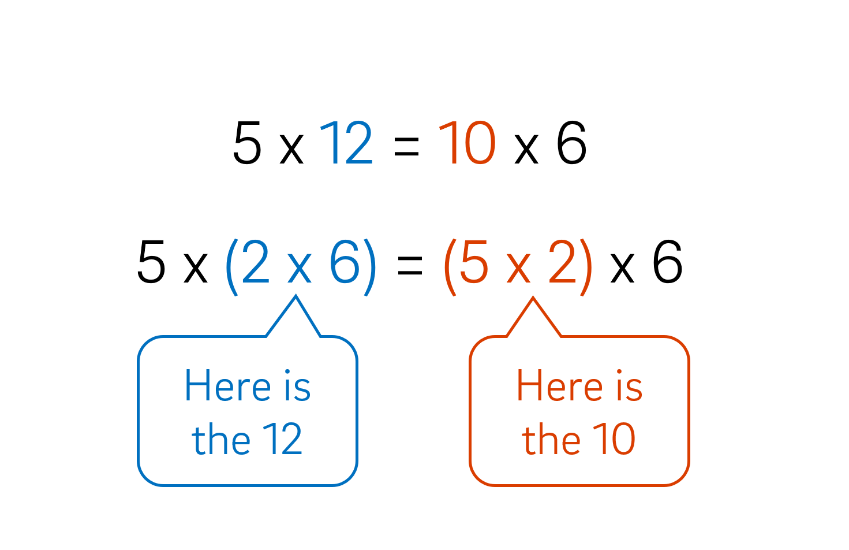 5 x 12 = 10 x 6
5 x (2 x 6) = (5 x 2) x 6
Here is
the 12
Here is
the 10